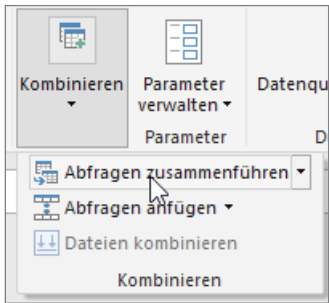 Kombinieren
Parameter
verwalten
Datenqu
Parameter
D
Abfragen zusammenführen
Abfragen anfügen
Dateien kombinieren
Kombinieren